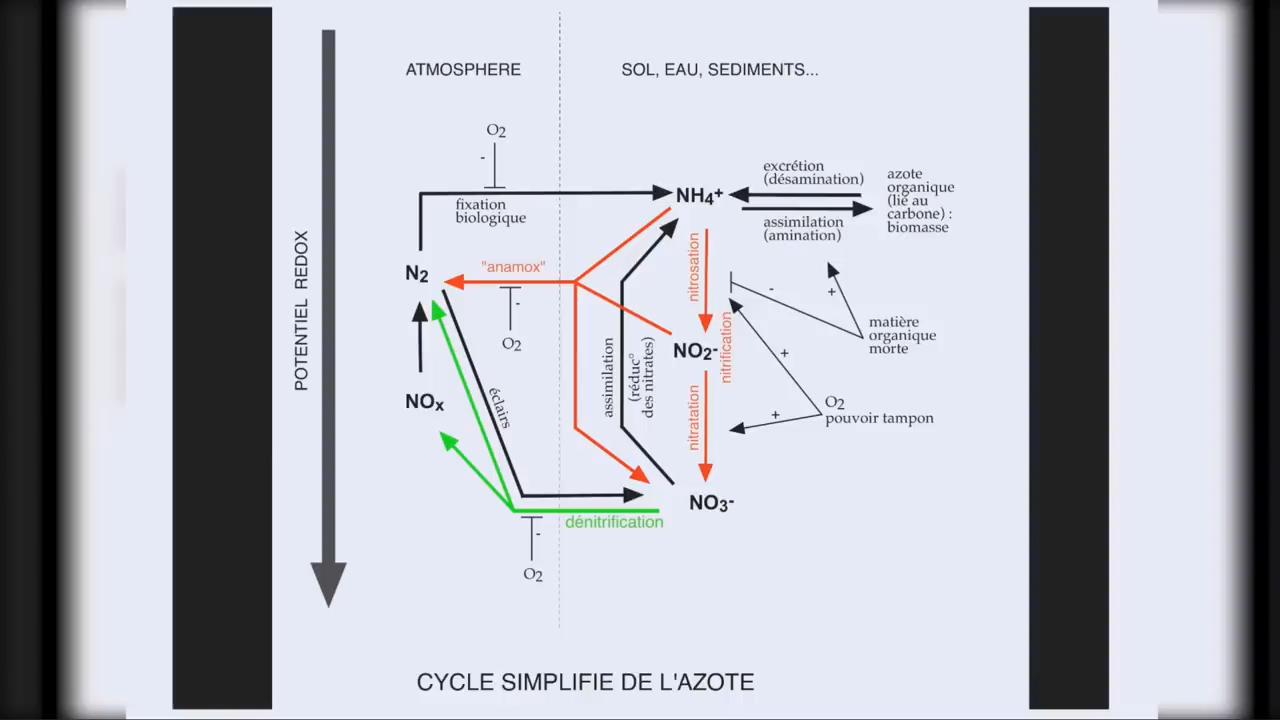 ATMOSPHERE
SOL, EAU, SEDIMENTS...
POTENTIEL REDOX
O2
-
fixation
biologique
NH4+
excrétion
(désamination)
assimilation
(amination)
azote
organique
(lié au
carbone) :
biomasse
N2
"anamox"
-
O2
nitrosation
-
+
matière
organique
morte
NO2-
nitrification
+
assimilation
(réduc°
des nitrates)
NOx
éclairs
nitratation
+
O2
pouvoir tampon
NO3-
dénitrification
-
O2
CYCLE SIMPLIFIE DE L'AZOTE